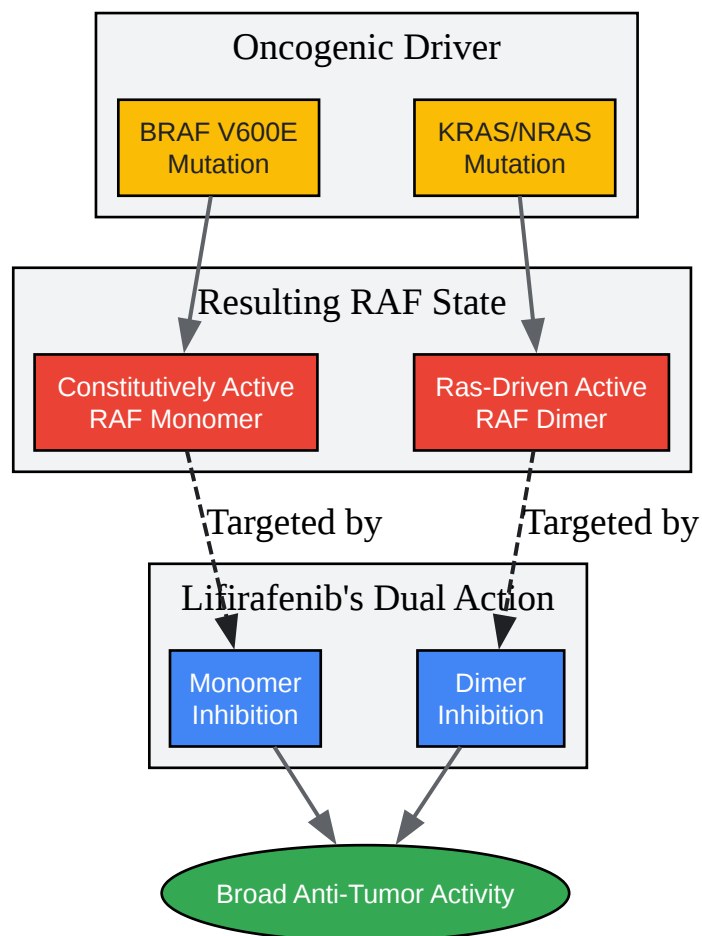 Oncogenic Driver
BRAF V600E
Mutation
KRAS/NRAS
Mutation
Resulting RAF State
Constitutively Active
RAF Monomer
Ras-Driven Active
RAF Dimer
Targeted by
Targeted by
Lifirafenib's Dual Action
Monomer
Inhibition
Dimer
Inhibition
Broad Anti-Tumor Activity